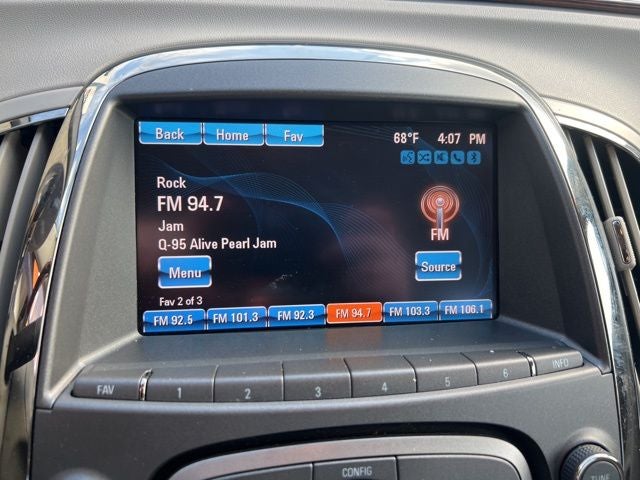 Back Home Fav 68°F 4:07 PM
Rock
FM 94.7
Jam
Q-95 Alive Pearl Jam
FM
Menu Source
Fav 2 of 3
FM 92.5 FM 101.3 FM 92.3 FM 94.7 FM 103.3 FM 106.1
FAV 1 2 3 4 5 6 INFO
CONFIG
TUNE